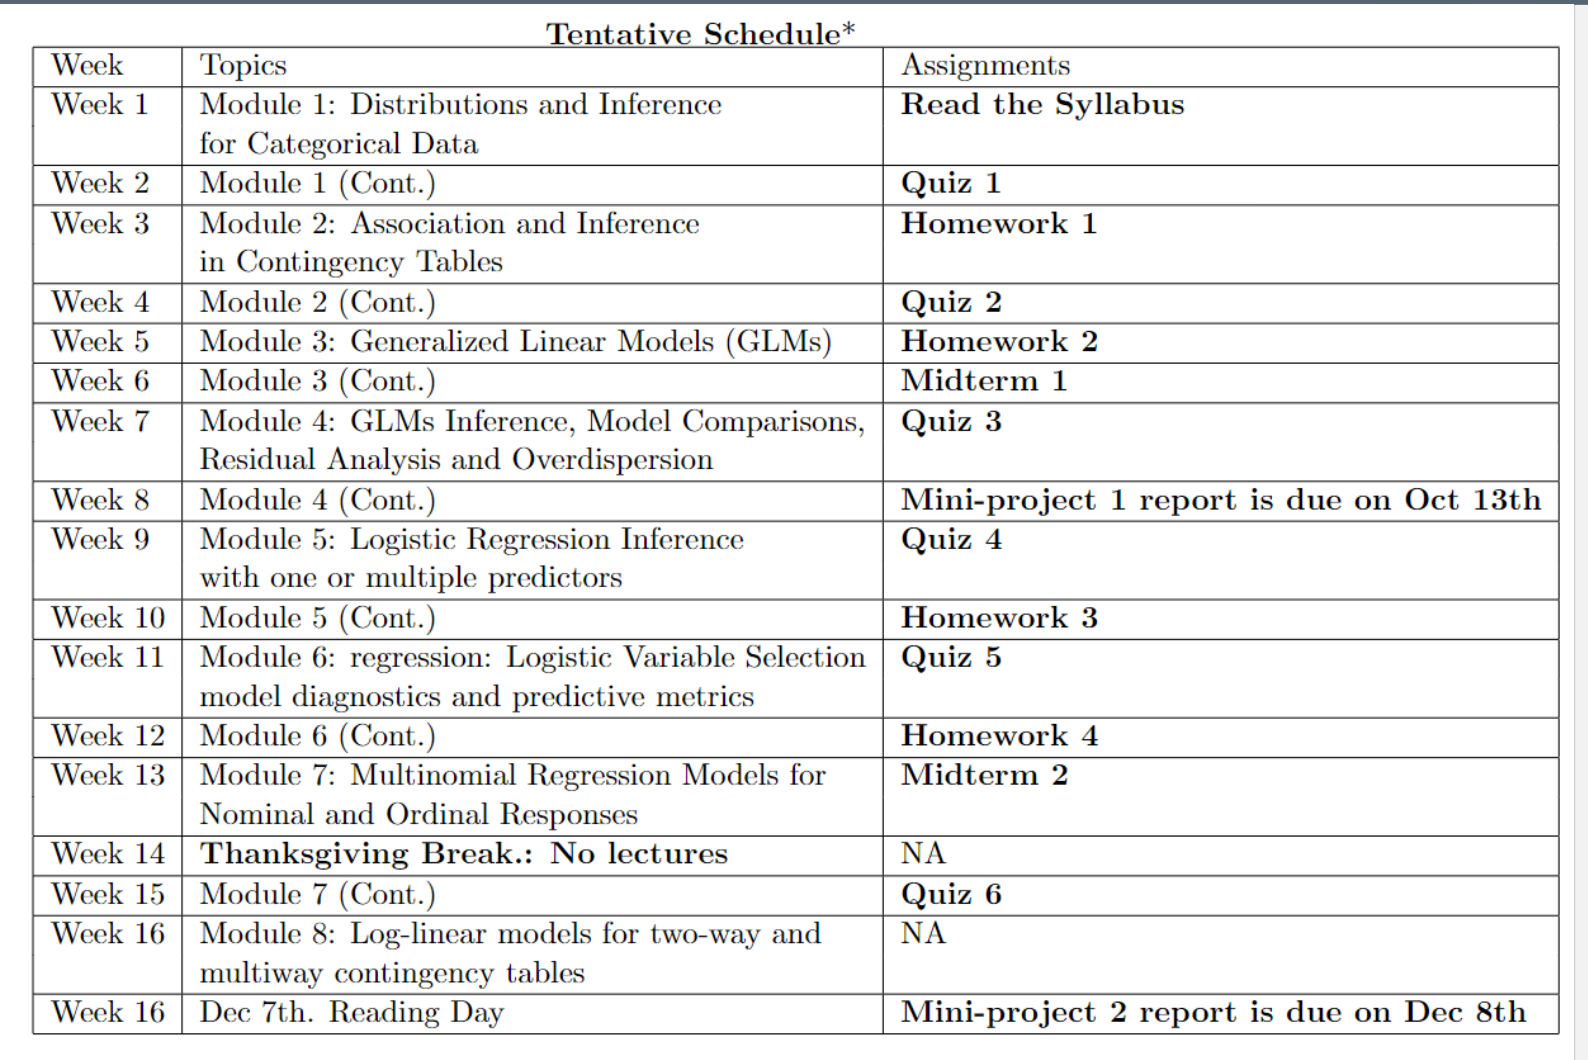 Tentative Schedule*
Week Topics Assignments
Week 1 Module 1: Distributions and Inference Read the Syllabus
for Categorical Data
Week 2 Module 1 (Cont.) Quiz 1
Week 3 Module 2: Association and Inference Homework 1
in Contingency Tables
Week 4 Module 2 (Cont.) Quiz 2
Week 5 Module 3: Generalized Linear Models (GLMs) Homework 2
Week 6 Module 3 (Cont.) Midterm 1
Week 7 Module 4: GLMs Inference, Model Comparisons, Quiz 3
Residual Analysis and Overdispersion
Week 8 Module 4 (Cont.) Mini-project 1 report is due on Oct 13th
Week 9 Module 5: Logistic Regression Inference Quiz 4
with one or multiple predictors
Week 10 Module 5 (Cont.) Homework 3
Week 11 Module 6: regression: Logistic Variable Selection Quiz 5
model diagnostics and predictive metrics
Week 12 Module 6 (Cont.) Homework 4
Week 13 Module 7: Multinomial Regression Models for Midterm 2
Nominal and Ordinal Responses
Week 14 Thanksgiving Break.: No lectures NA
Week 15 Module 7 (Cont.) Quiz 6
Week 16 Module 8: Log-linear models for two-way and NA
multiway contingency tables
Week 16 Dec 7th. Reading Day Mini-project 2 report is due on Dec 8th